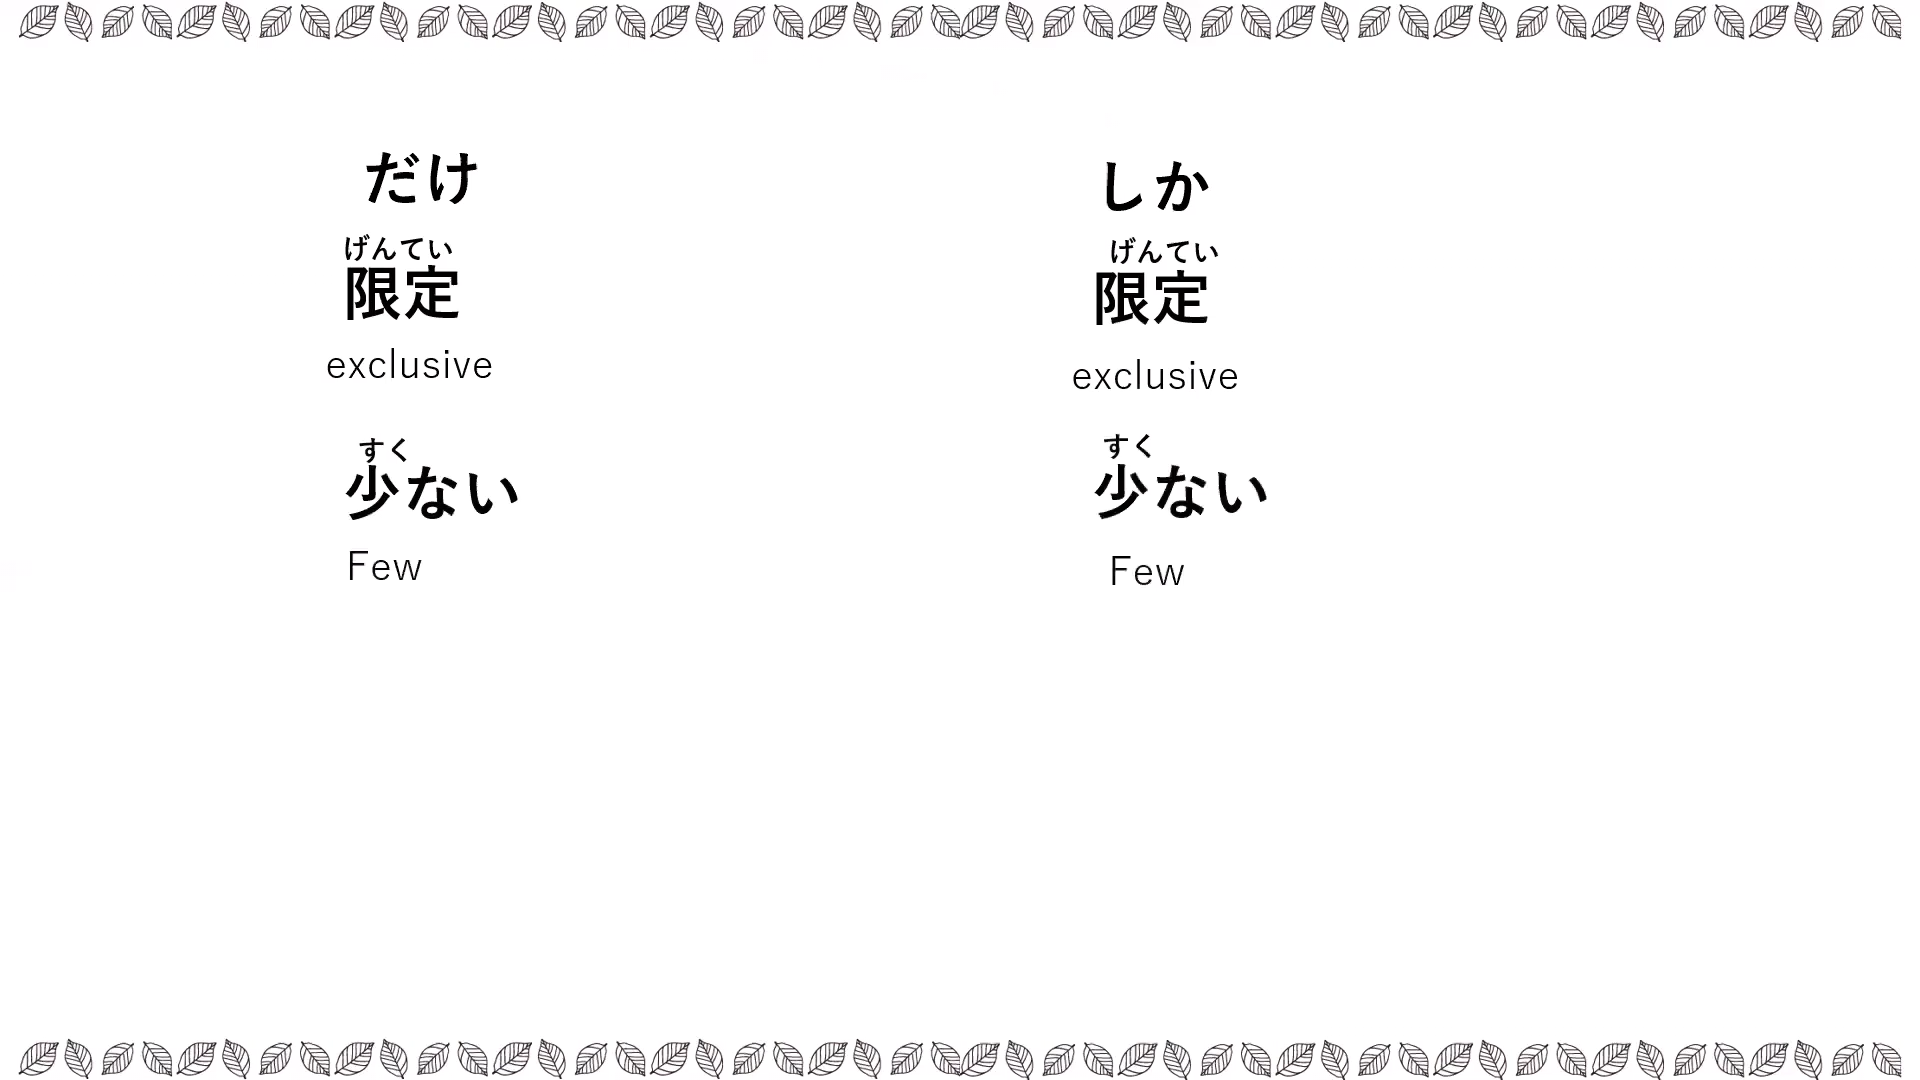 だけ
げんてい
限定
exclusive
すく
少ない
Few
しか
げんてい
限定
exclusive
すく
少ない
Few